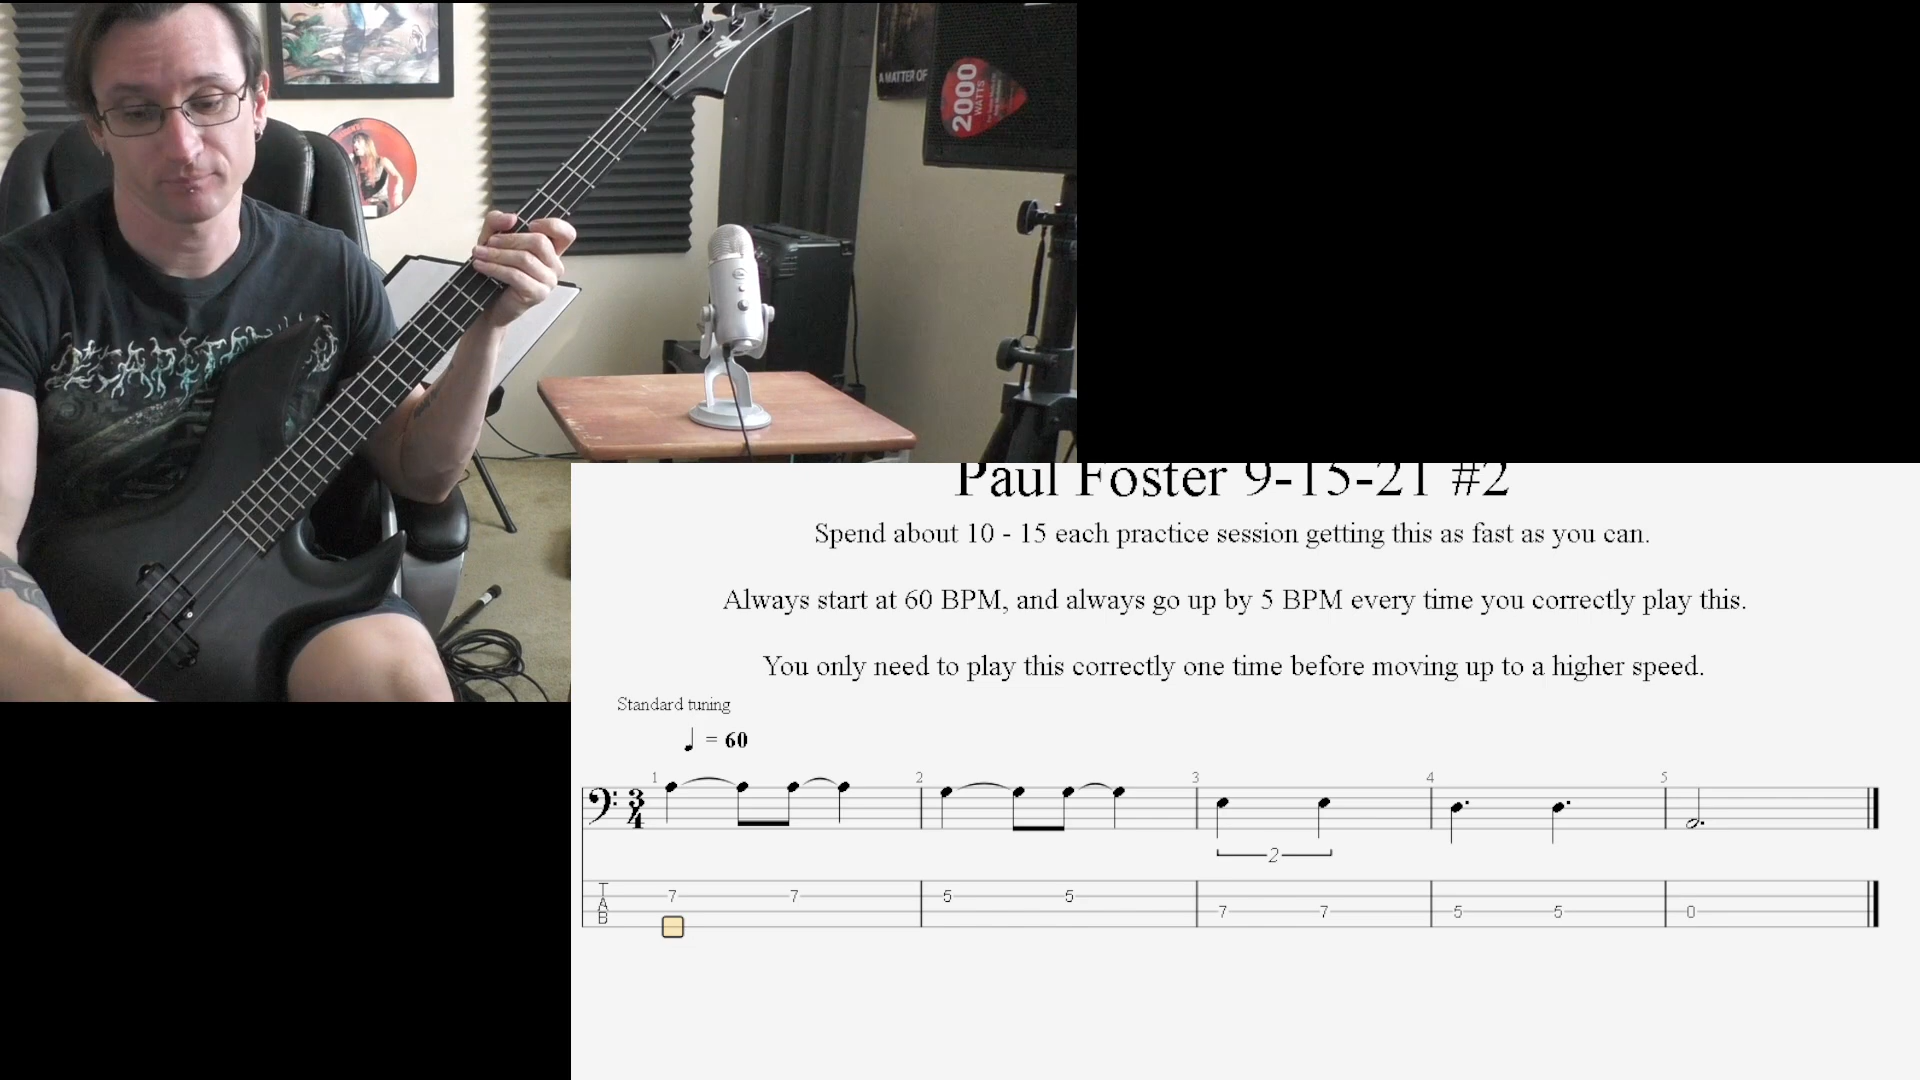 A MATTER OF
2000
WATTS
DECAPITATED
Paul Foster 9-15-21 #2
Spend about 10 - 15 each practice session getting this as fast as you can.
Always start at 60 BPM, and always go up by 5 BPM every time you correctly play this.
You only need to play this correctly one time before moving up to a higher speed.
Standard tuning
= 60
1 2 3 4 5
3
4
2
T
A
B
7 7 5 5
7 7 5 5 0